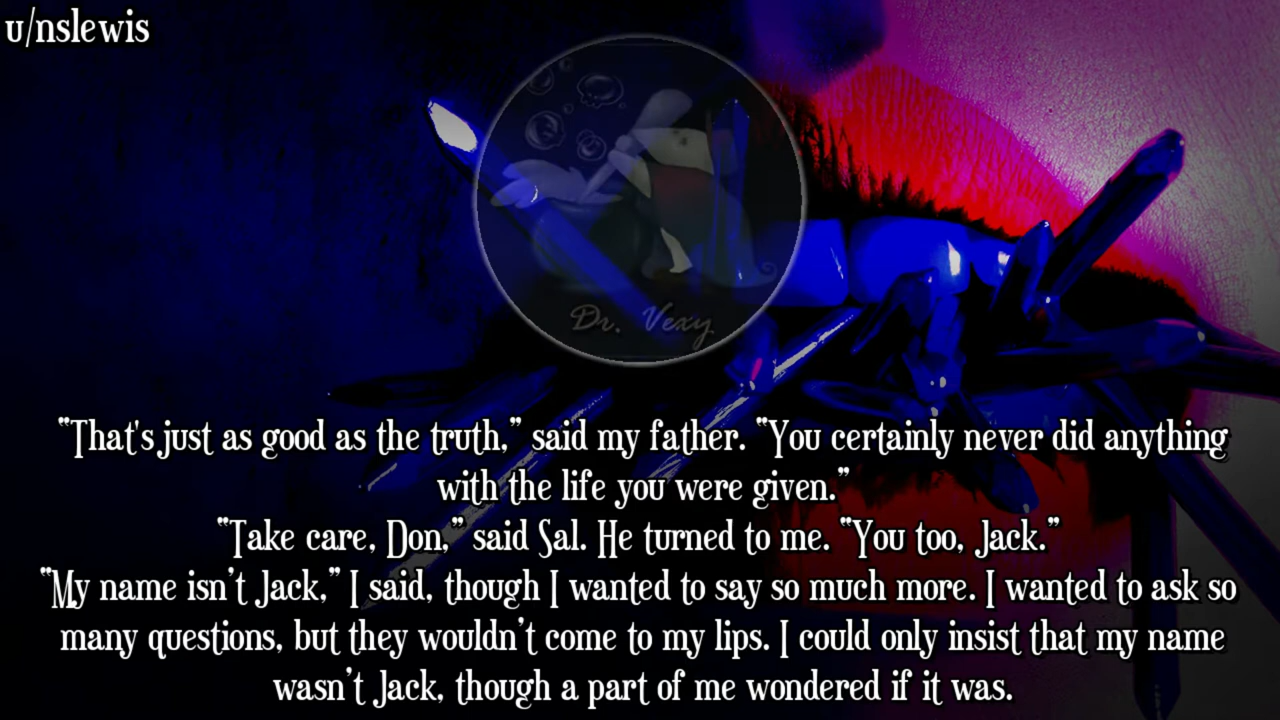 u/nslewis
Dr. Vexy
“That's just as good as the truth,” said my father. “You certainly never did anything
with the life you were given.”
“Take care, Don,” said Sal. He turned to me. “You too, Jack.”
“My name isn’t Jack,” I said, though I wanted to say so much more. I wanted to ask so
many questions, but they wouldn’t come to my lips. I could only insist that my name
wasn’t Jack, though a part of me wondered if it was.